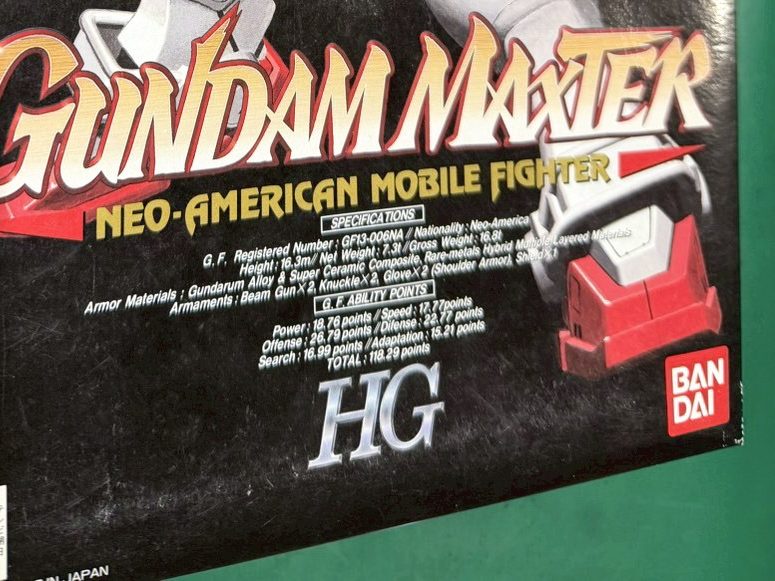 GUNDAM MAXTER
NEO-AMERICAN MOBILE FIGHTER
SPECIFICATIONS
G. F. Registered Number : GF13-006NA / Nationality : Neo-America
Height : 16.3m / Net Weight : 7.3t / Gross Weight : 16.8t
Armor Materials : Gundarum Alloy & Super Ceramic Composite, Rare-metals Hybrid Multiple Layered Materials
Armaments : Beam Gun×2, Knuckle×2, Glove×2 (Shoulder Armor), Shield×1
G. F. ABILITY POINTS
Power : 18.76 points / Speed : 17.77points
Offense : 26.79 points / Difense : 22.77 points
Search : 16.99 points / Adaptation : 15.21 points
TOTAL : 118.29 points
HG
BAN
DAI
IN JAPAN